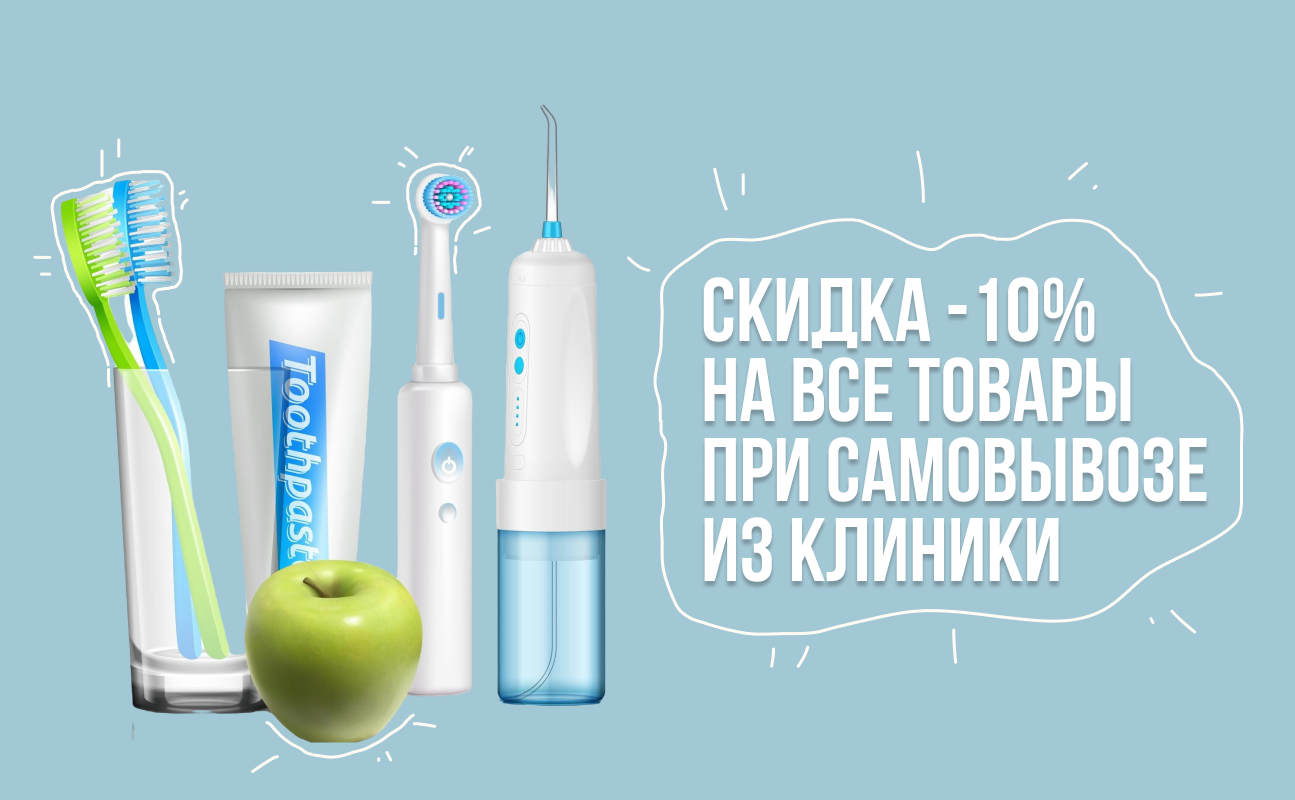 Toothpaste
СКИДКА -10%
НА ВСЕ ТОВАРЫ
ПРИ САМОВЫВОЗЕ
ИЗ КЛИНИКИ